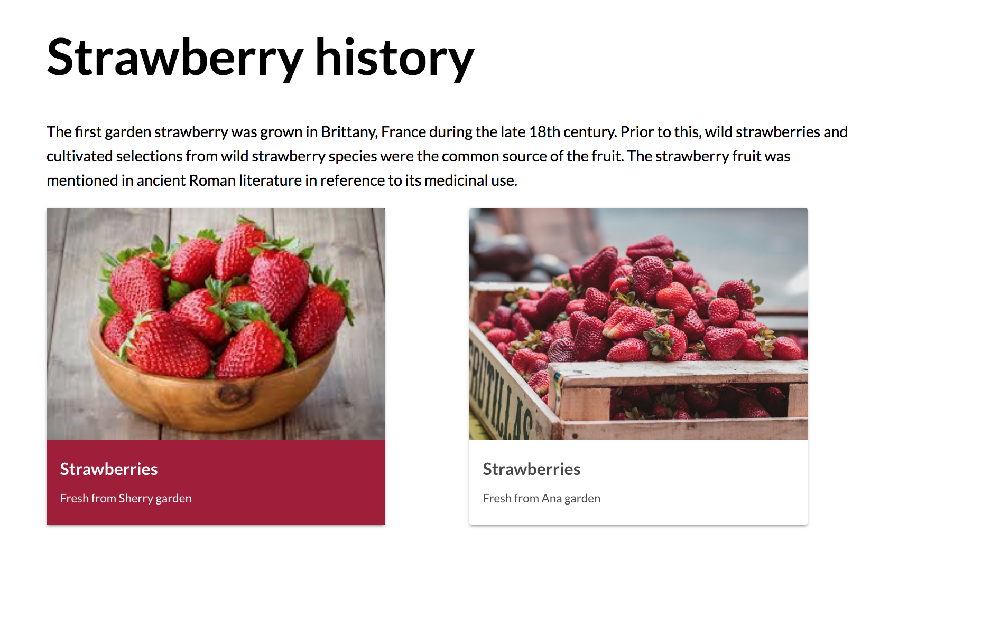 Strawberry history
The first garden strawberry was grown in Brittany, France during the late 18th century. Prior to this, wild strawberries and
cultivated selections from wild strawberry species were the common source of the fruit. The strawberry fruit was
mentioned in ancient Roman literature in reference to its medicinal use.
FRUTILLAS
Strawberries
Fresh from Sherry garden
Strawberries
Fresh from Ana garden